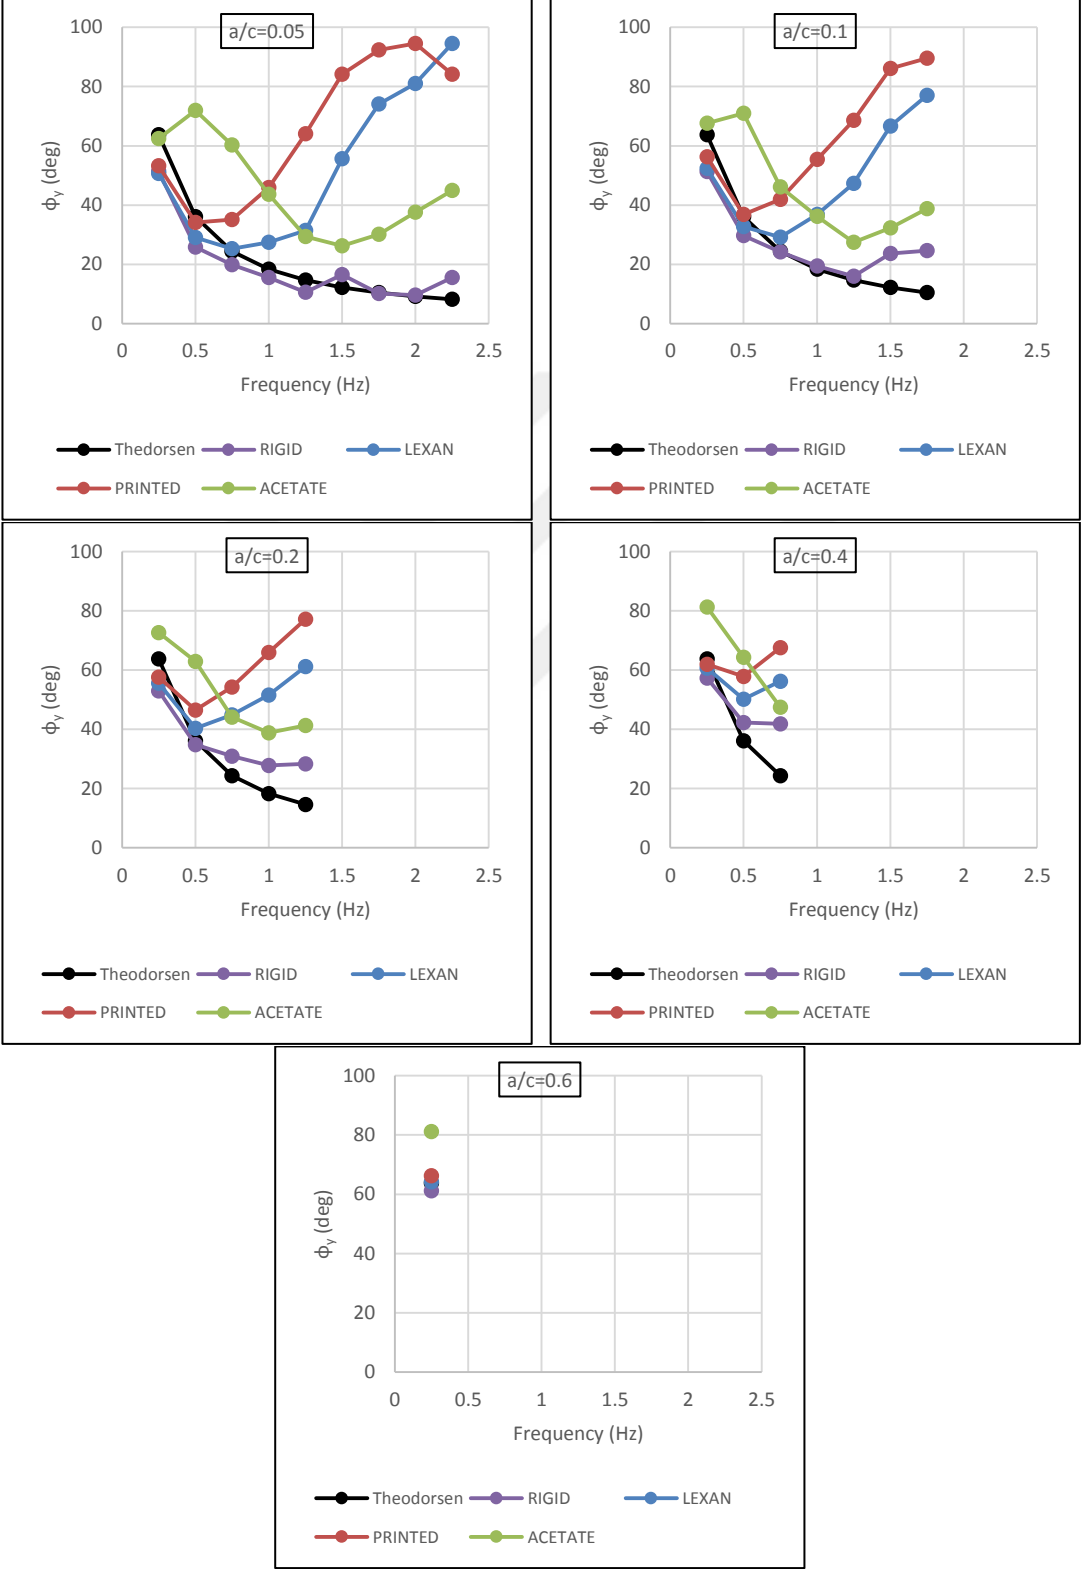 a/c=0.05
100
80
60
40
20
0
ϕy (deg)
0 0.5 1 1.5 2 2.5
Frequency (Hz)
Thedorsen RIGID LEXAN
PRINTED ACETATE
a/c=0.1
100
80
60
40
20
0
ϕy (deg)
0 0.5 1 1.5 2 2.5
Frequency (Hz)
Theodorsen RIGID LEXAN
PRINTED ACETATE
a/c=0.2
100
80
60
40
20
0
ϕy (deg)
0 0.5 1 1.5 2 2.5
Frequency (Hz)
Theodorsen RIGID LEXAN
PRINTED ACETATE
a/c=0.4
100
80
60
40
20
0
ϕy (deg)
0 0.5 1 1.5 2 2.5
Frequency (Hz)
Theodorsen RIGID LEXAN
PRINTED ACETATE
a/c=0.6
100
80
60
40
20
0
ϕy (deg)
0 0.5 1 1.5 2 2.5
Frequency (Hz)
Theodorsen RIGID LEXAN
PRINTED ACETATE